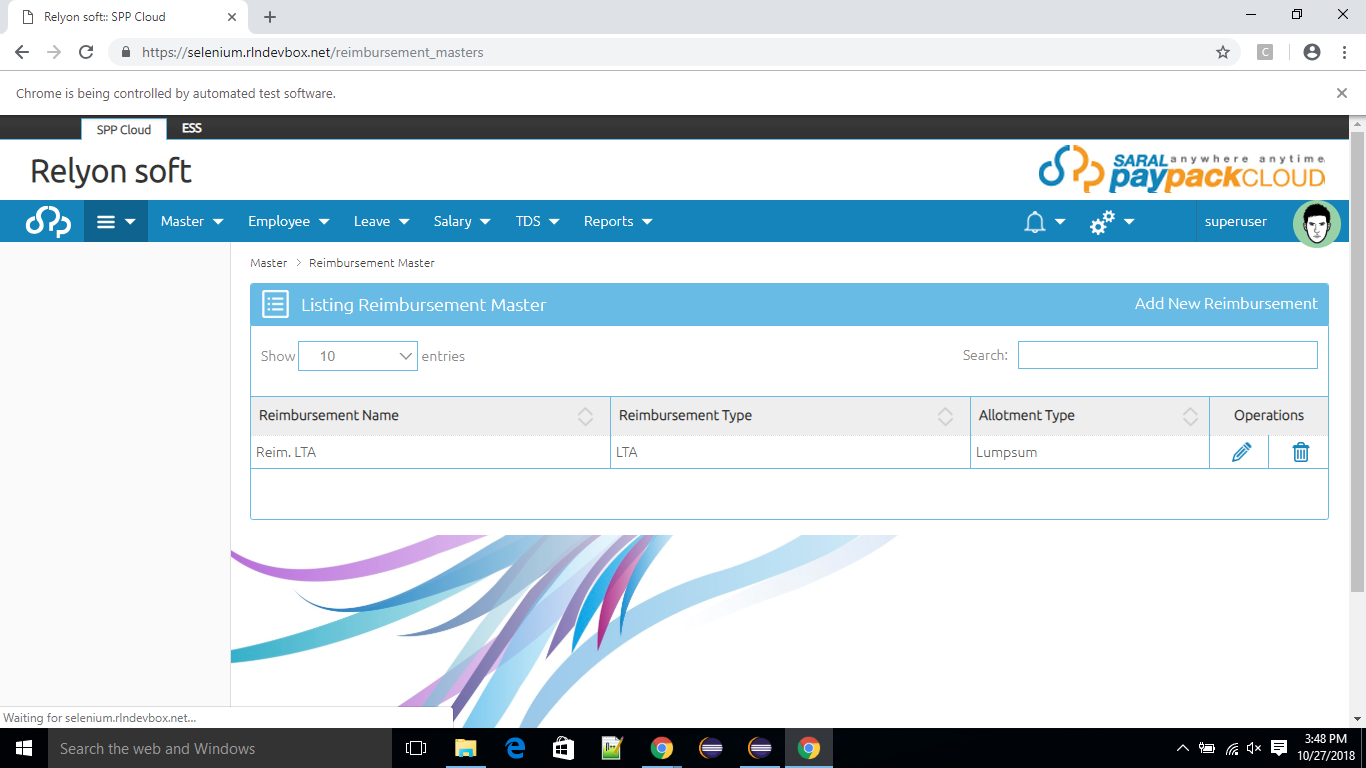 Relyon soft:: SPP Cloud
https://selenium.rlndevbox.net/reimbursement_masters
C
Chrome is being controlled by automated test software.
SPP Cloud ESS
Relyon soft
SARAL anywhere anytime
paypackCLOUD
Master Employee Leave Salary TDS Reports superuser
Master > Reimbursement Master
Listing Reimbursement Master Add New Reimbursement
Show 10 entries Search:
Reimbursement Name Reimbursement Type Allotment Type Operations
Reim. LTA LTA Lumpsum
Waiting for selenium.rlndevbox.net...
Search the web and Windows
3:48 PM
10/27/2018